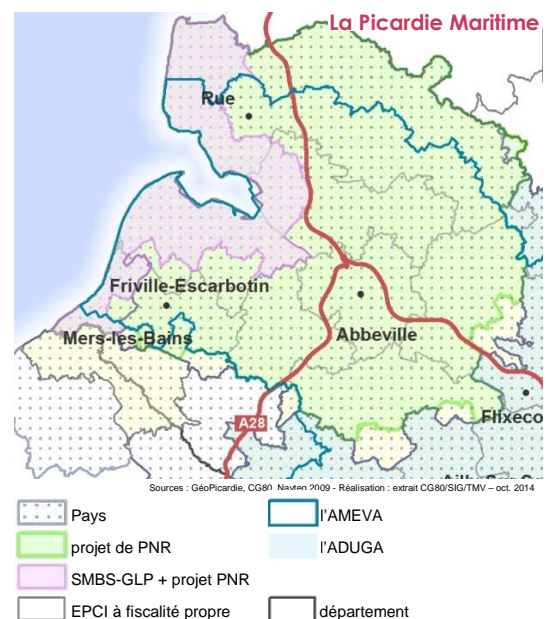 La Picardie Maritime
Rue
Friville-Escarbotin
Mers-les-Bains
Abbeville
Flixeco
A28
Sources : GéoPicardie, CG80, Navteq 2009 - Réalisation : extrait CG80/SIG/TMV – oct. 2014
Pays
l'AMEVA
projet de PNR
l'ADUGA
SMBS-GLP + projet PNR
EPCI à fiscalité propre
département